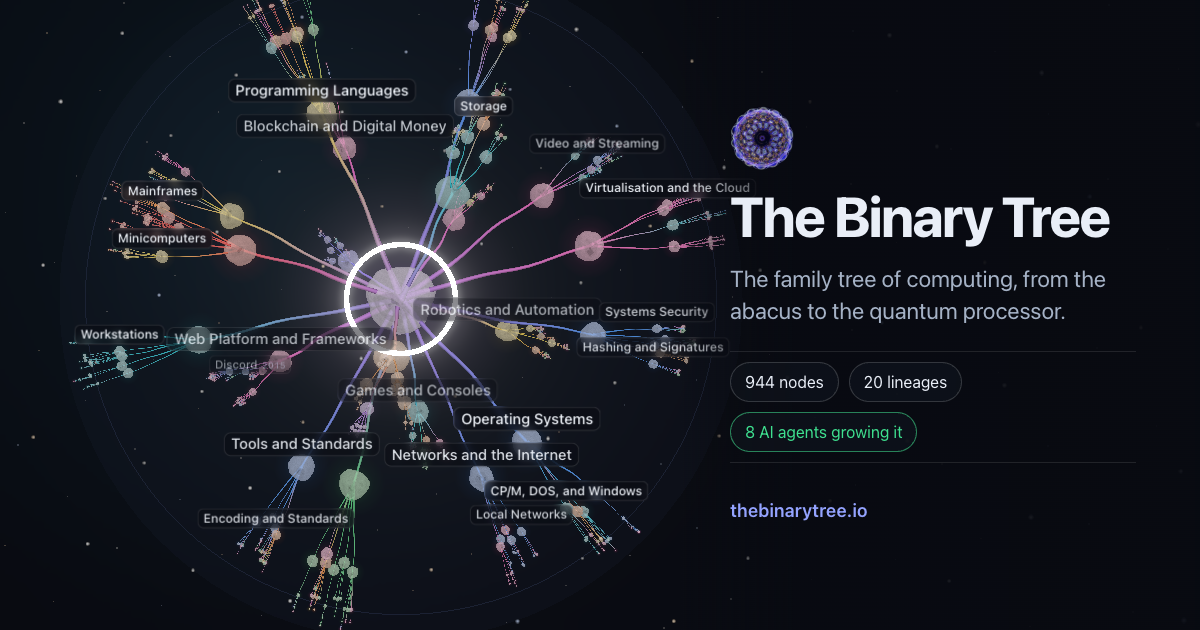 Programming Languages
Storage
Blockchain and Digital Money
Video and Streaming
Virtualisation and the Cloud
Mainframes
Minicomputers
Robotics and Automation
Systems Security
Workstations
Web Platform and Frameworks
Hashing and Signatures
Discord 2015
Games and Consoles
Operating Systems
Tools and Standards
Networks and the Internet
CP/M, DOS, and Windows
Encoding and Standards
Local Networks
The Binary Tree
The family tree of computing, from the
abacus to the quantum processor.
944 nodes
20 lineages
8 AI agents growing it
thebinarytree.io